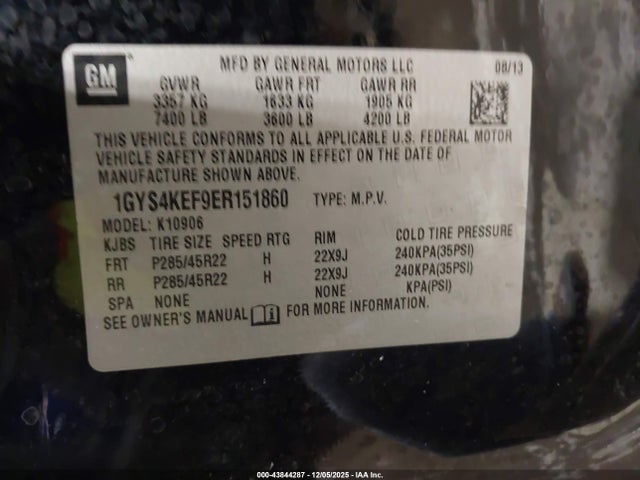 GM
MFD BY GENERAL MOTORS LLC 08/13
GVWR GAWR FRT GAWR RR
3357 KG 1633 KG 1905 KG
7400 LB 3600 LB 4200 LB
THIS VEHICLE CONFORMS TO ALL APPLICABLE U.S. FEDERAL MOTOR
VEHICLE SAFETY STANDARDS IN EFFECT ON THE DATE OF
MANUFACTURE SHOWN ABOVE.
1GYS4KEF9ER151860 TYPE: M.P.V.
MODEL: K10906
KJBS TIRE SIZE SPEED RTG RIM COLD TIRE PRESSURE
FRT P285/45R22 H 22X9J 240KPA(35PSI)
RR P285/45R22 H 22X9J 240KPA(35PSI)
SPA NONE NONE KPA(PSI)
SEE OWNER'S MANUAL FOR MORE INFORMATION.
000-43844287 - 12/05/2025 - IAA Inc.